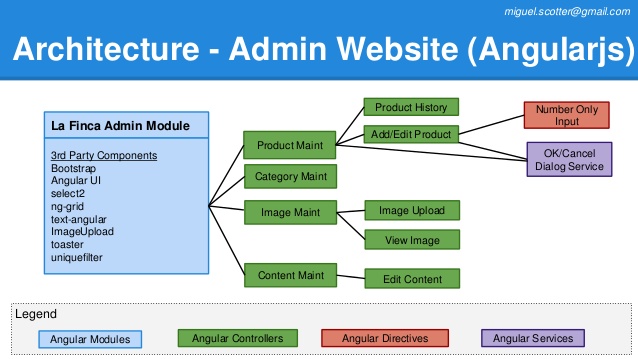 miguel.scotter@gmail.com
Architecture - Admin Website (Angularjs)
La Finca Admin Module
3rd Party Components
Bootstrap
Angular UI
select2
ng-grid
text-angular
ImageUpload
toaster
uniquefilter
Product Maint
Category Maint
Image Maint
Content Maint
Product History
Add/Edit Product
Image Upload
View Image
Edit Content
Number Only
Input
OK/Cancel
Dialog Service
Legend
Angular Modules
Angular Controllers
Angular Directives
Angular Services